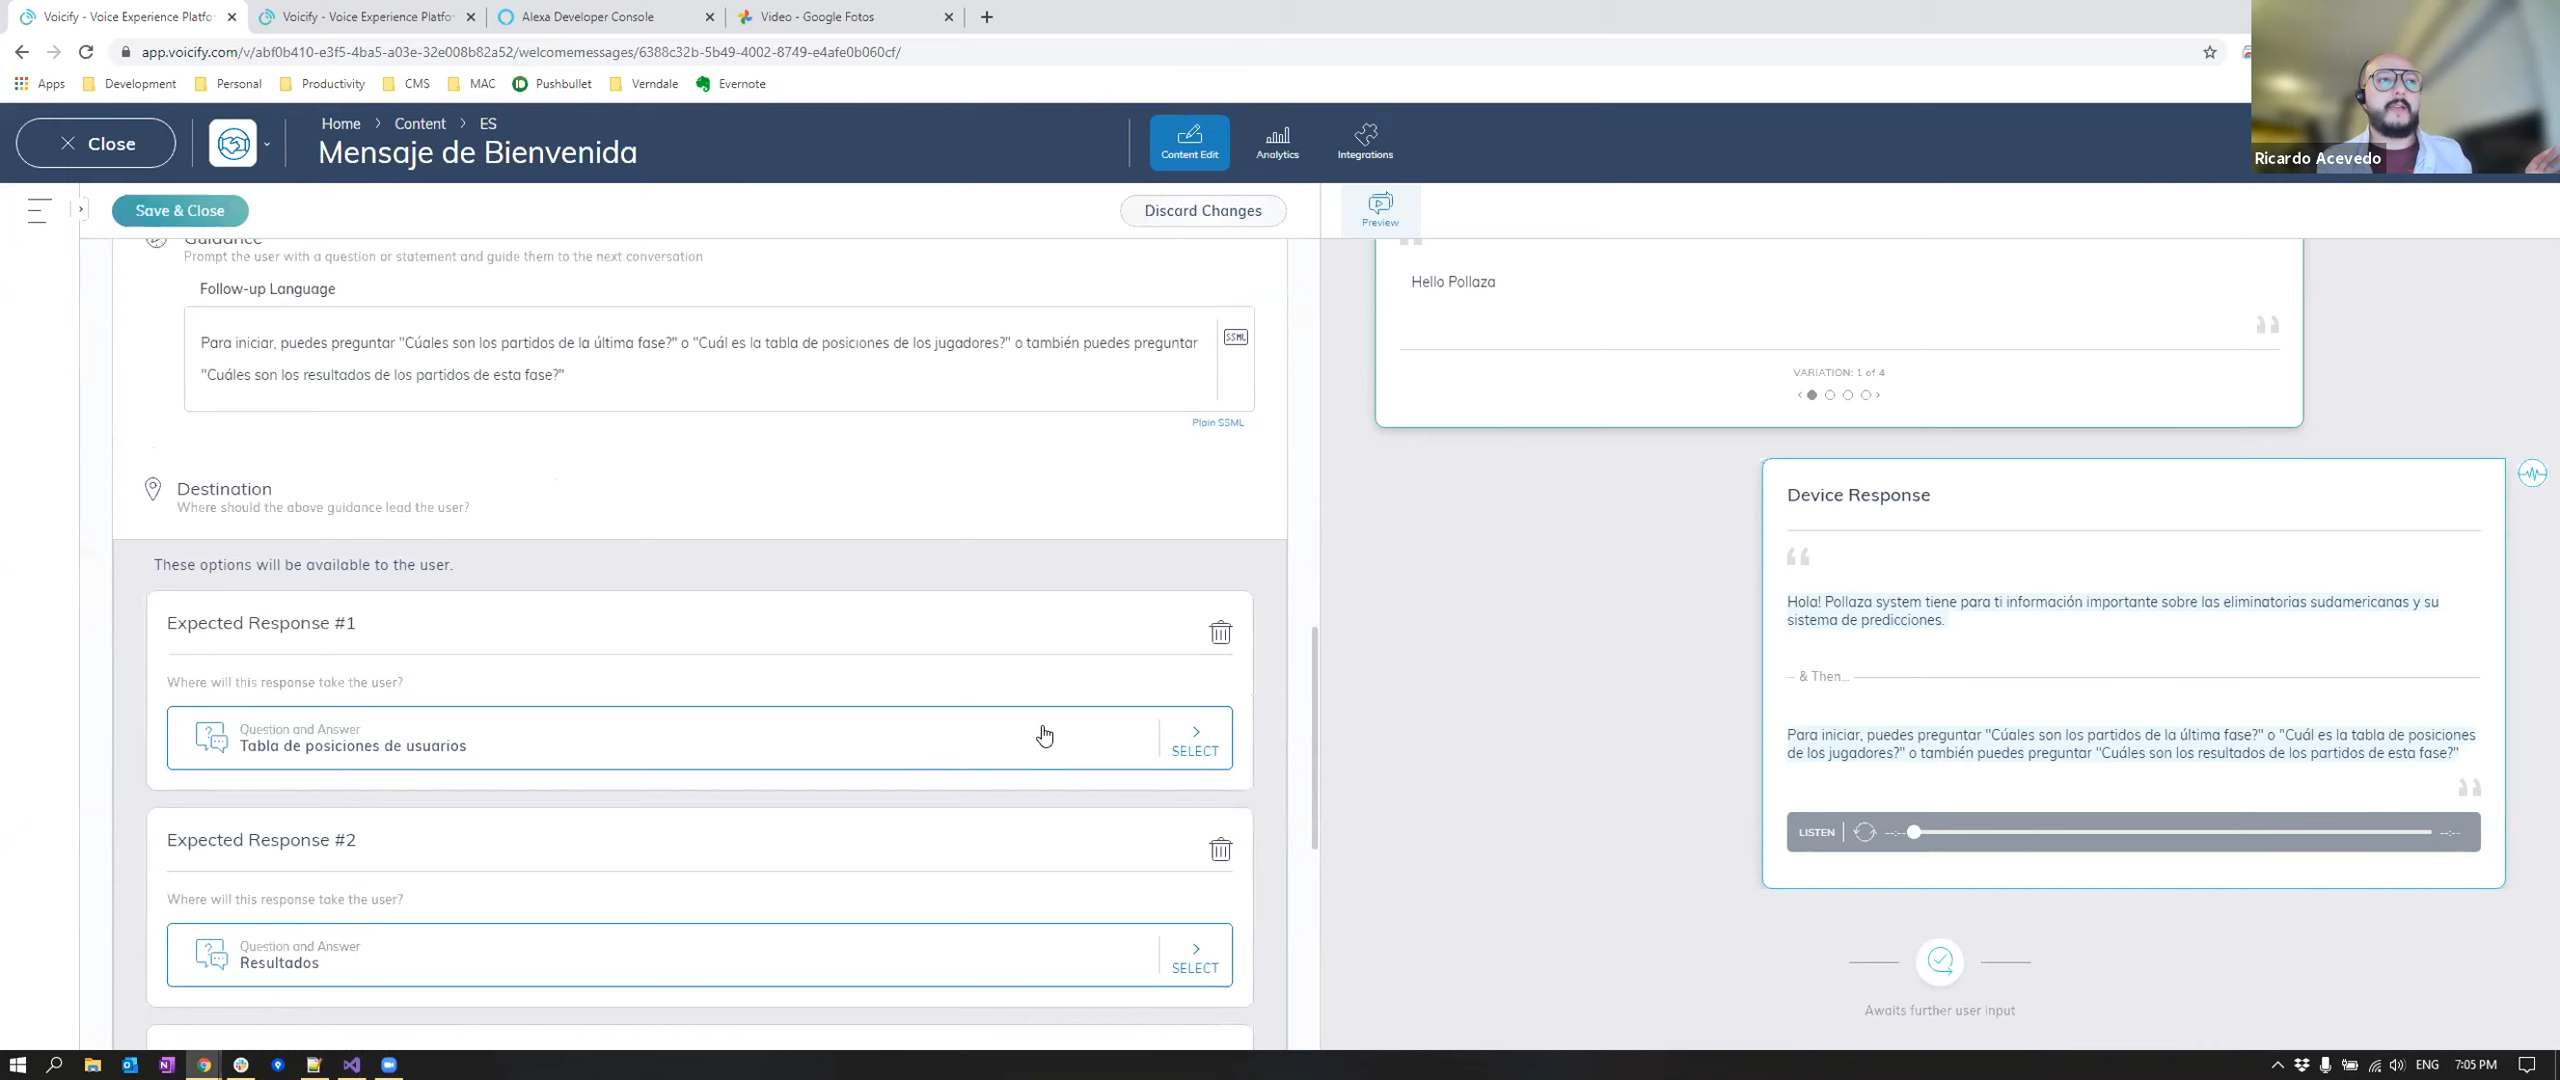 Voicify - Voice Experience Platfo
Voicify - Voice Experience Platfo
Alexa Developer Console
Video - Google Fotos
app.voicify.com/v/abf0b410-e3f5-4ba5-a03e-32e008b82a52/welcomemessages/6388c32b-5b49-4002-8749-e4afe0b060cf/
Apps
Development
Personal
Productivity
CMS
MAC
Pushbullet
Verndale
Evernote
Close
Home > Content > ES
Mensaje de Bienvenida
Content Edit
Analytics
Integrations
Ricardo Acevedo
Save & Close
Discard Changes
Preview
Guidance
Prompt the user with a question or statement and guide them to the next conversation
Follow-up Language
Para iniciar, puedes preguntar "Cúales son los partidos de la última fase?" o "Cuál es la tabla de posiciones de los jugadores?" o también puedes preguntar
"Cuáles son los resultados de los partidos de esta fase?"
SSML
Plain SSML
Destination
Where should the above guidance lead the user?
These options will be available to the user.
Expected Response #1
Where will this response take the user?
Question and Answer
Tabla de posiciones de usuarios
SELECT
Expected Response #2
Where will this response take the user?
Question and Answer
Resultados
SELECT
Hello Pollaza
VARIATION: 1 of 4
Device Response
Hola! Pollaza system tiene para ti información importante sobre las eliminatorias sudamericanas y su
sistema de predicciones.
& Then...
Para iniciar, puedes preguntar "Cúales son los partidos de la última fase?" o "Cuál es la tabla de posiciones
de los jugadores?" o también puedes preguntar "Cuáles son los resultados de los partidos de esta fase?"
LISTEN
--:--
--:--
Awaits further user input
ENG
7:05 PM